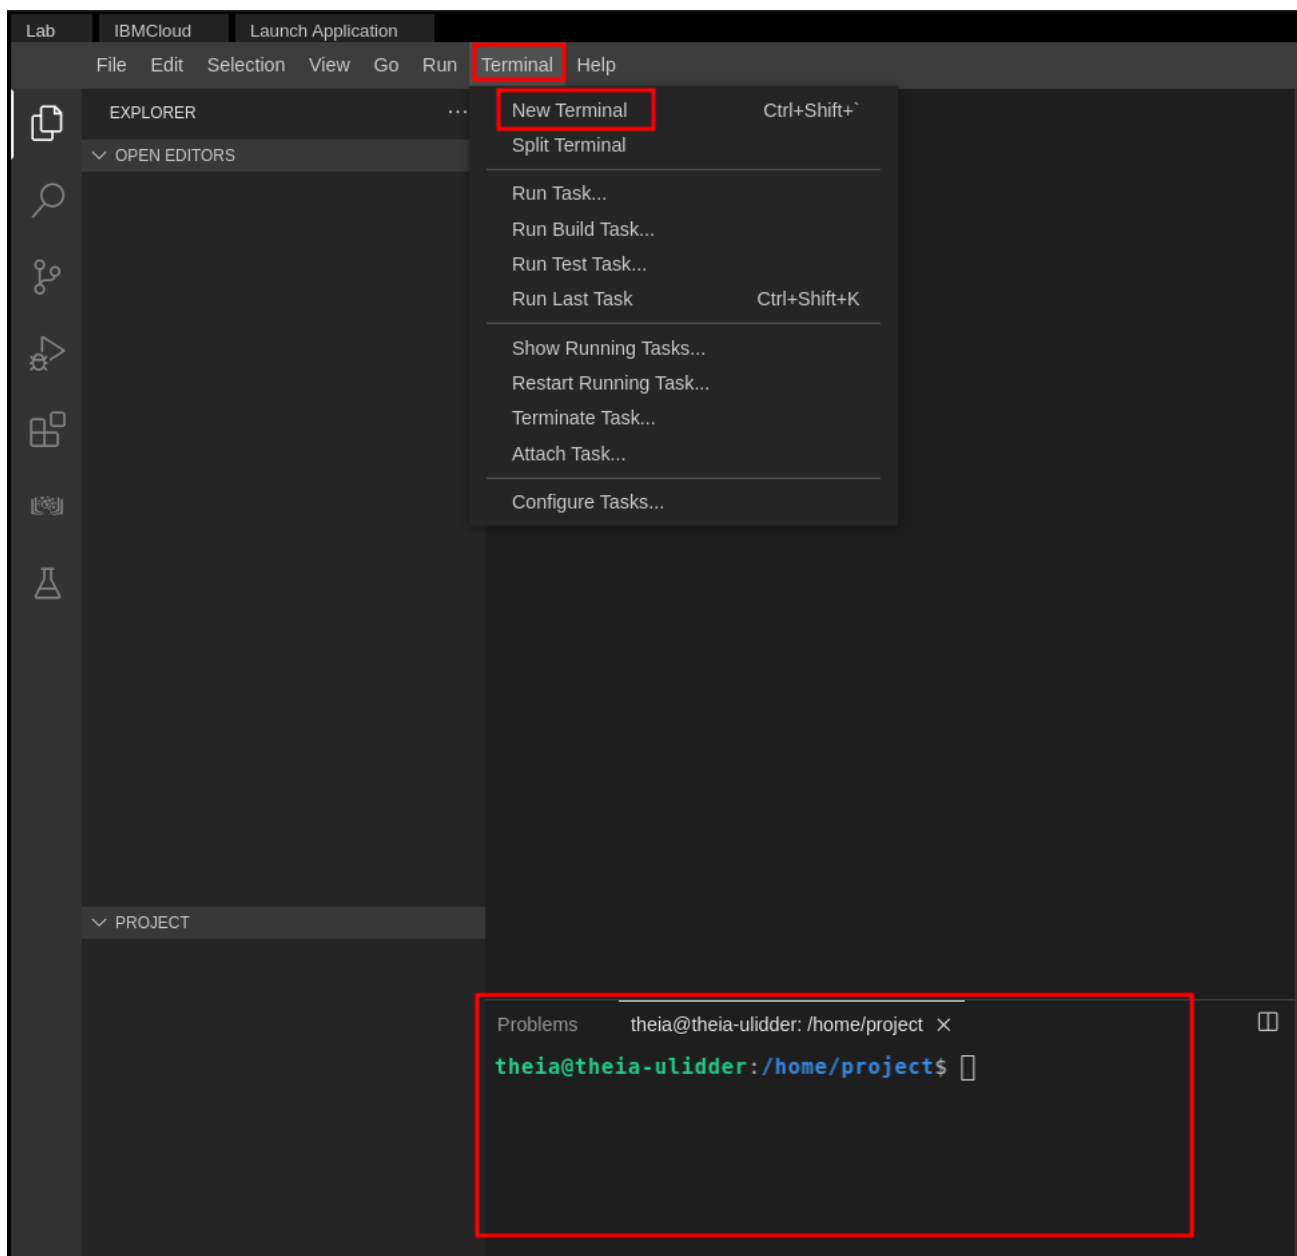 Lab IBMCloud Launch Application
File Edit Selection View Go Run Terminal Help
EXPLORER ...
OPEN EDITORS
New Terminal Ctrl+Shift+`
Split Terminal
Run Task...
Run Build Task...
Run Test Task...
Run Last Task Ctrl+Shift+K
Show Running Tasks...
Restart Running Task...
Terminate Task...
Attach Task...
Configure Tasks...
PROJECT
Problems theia@theia-ulidder: /home/project
theia@theia-ulidder:/home/project$